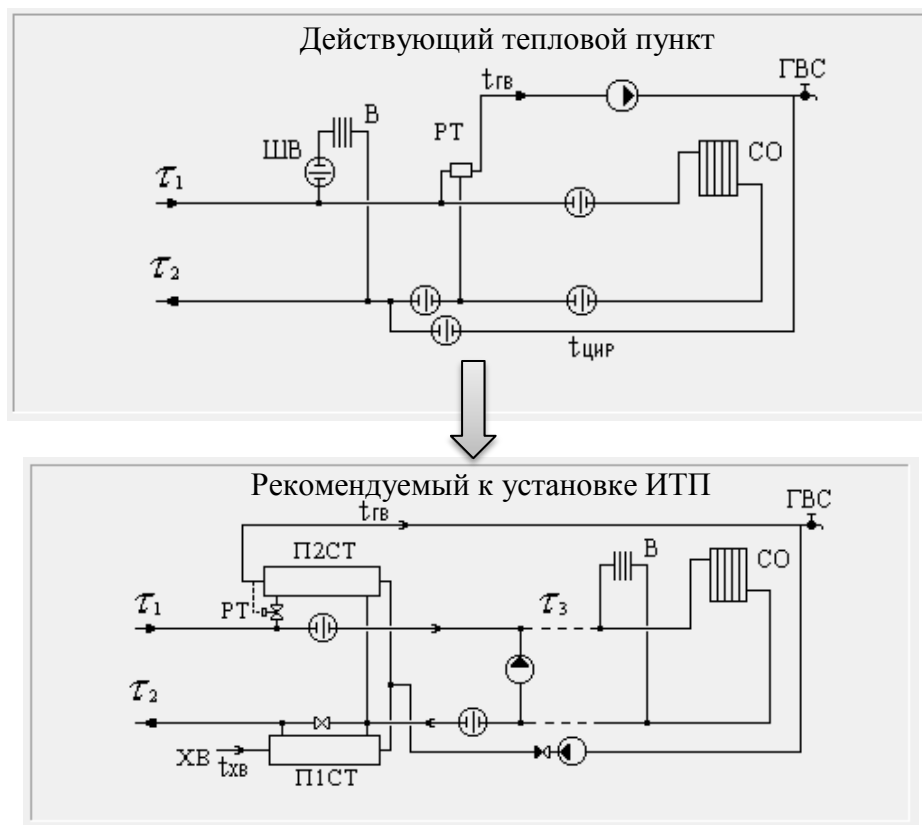 Действующий тепловой пункт
tГВ
ГВС
В
РТ
ШВ
СО
τ1
τ2
tЦИР
Рекомендуемый к установке ИТП
ГВС
tГВ
П2СТ
В
СО
РТ
τ1
τ3
τ2
ХВ
tХВ
П1СТ